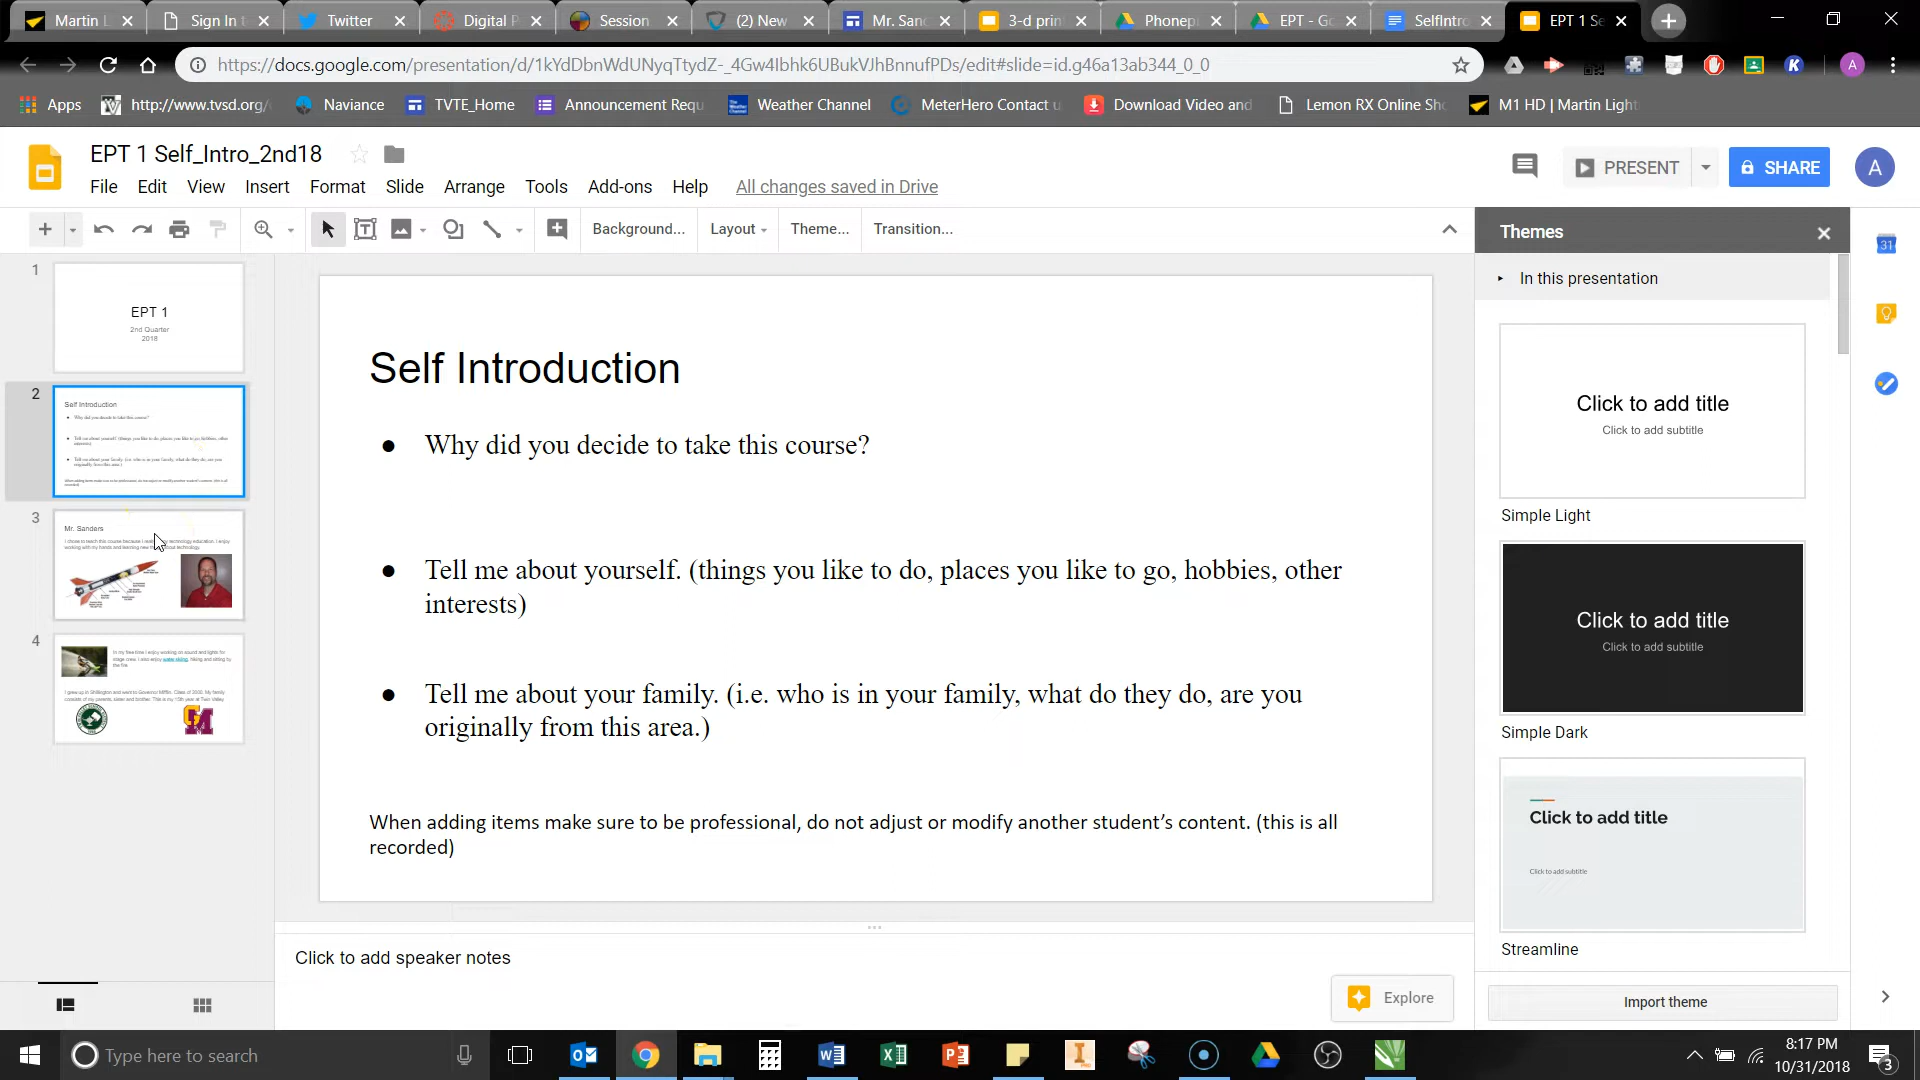 Martin L
Sign In t
Twitter
Digital P
Session
(2) New
Mr. Sand
3-d prin
Phonepi
EPT - Go
SelfIntro
EPT 1 Se
https://docs.google.com/presentation/d/1kYdDbnWdUNyqTtydZ-_4Gw4Ibhk6UBukVJhBnnufPDs/edit#slide=id.g46a13ab344_0_0
Apps
http://www.tvsd.org/
Naviance
TVTE_Home
Announcement Requ
Weather Channel
MeterHero Contact u
Download Video and
Lemon RX Online Sho
M1 HD | Martin Light
EPT 1 Self_Intro_2nd18
File Edit View Insert Format Slide Arrange Tools Add-ons Help All changes saved in Drive
PRESENT
SHARE
A
Background... Layout Theme... Transition...
Themes
In this presentation
Click to add title
Click to add subtitle
Simple Light
Click to add title
Click to add subtitle
Simple Dark
Click to add title
Click to add subtitle
Streamline
Import theme
1
EPT 1
2nd Quarter
2018
2
Self Introduction
3
Mr. Sanders
4
Self Introduction
● Why did you decide to take this course?
● Tell me about yourself. (things you like to do, places you like to go, hobbies, other
interests)
● Tell me about your family. (i.e. who is in your family, what do they do, are you
originally from this area.)
When adding items make sure to be professional, do not adjust or modify another student's content. (this is all
recorded)
Click to add speaker notes
Explore
Type here to search
8:17 PM
10/31/2018
3